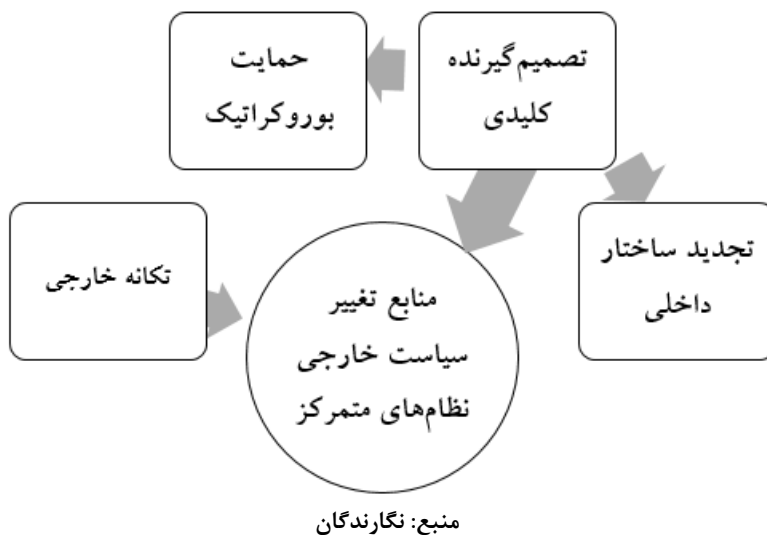 تصمیم‌گیرنده
کلیدی
حمایت
بوروکراتیک
تجدید ساختار
داخلی
تکانه خارجی
منابع تغییر
سیاست خارجی
نظام‌های متمرکز
منبع: نگارندگان